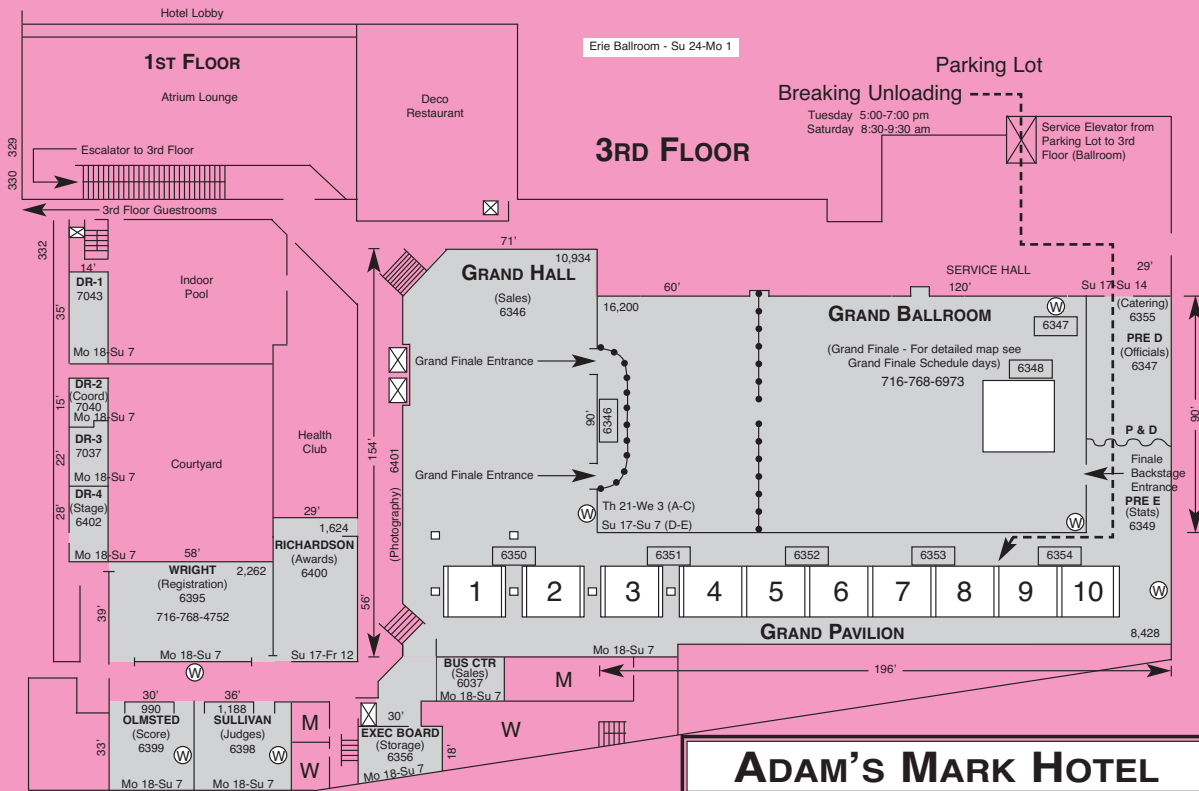 Hotel Lobby
1ST FLOOR
Atrium Lounge
Deco
Restaurant
Erie Ballroom - Su 24-Mo 1
3RD FLOOR
Parking Lot
Breaking Unloading
Tuesday 5:00-7:00 pm
Saturday 8:30-9:30 am
Service Elevator from
Parking Lot to 3rd
Floor (Ballroom)
329
330
Escalator to 3rd Floor
3rd Floor Guestrooms
332
14'
DR-1
7043
35'
Mo 18-Su 7
Indoor
Pool
DR-2
(Coord)
7040
15'
Mo 18-Su 7
DR-3
7037
22'
Mo 18-Su 7
DR-4
(Stage)
6402
28'
Mo 18-Su 7
Courtyard
Health
Club
58'
WRIGHT
2,262
(Registration)
6395
716-768-4752
39'
Mo 18-Su 7
W
29'
1,624
RICHARDSON
(Awards)
6400
56'
Su 17-Fr 12
154'
(Photography) 6401
71'
10,934
GRAND HALL
(Sales)
6346
Grand Finale Entrance
90'
6346
Grand Finale Entrance
W
60'
16,200
SERVICE HALL
120'
GRAND BALLROOM
(Grand Finale - For detailed map see
Grand Finale Schedule days)
716-768-6973
W
6347
6348
Th 21-We 3 (A-C)
Su 17-Su 7 (D-E)
W
29'
Su 17-Su 14
(Catering)
6355
PRE D
(Officials)
6347
90'
P & D
Finale
Backstage
Entrance
PRE E
(Stats)
6349
6350
6351
6352
6353
6354
1
2
3
4
5
6
7
8
9
10
W
GRAND PAVILION
8,428
Mo 18-Su 7
196'
BUS CTR
(Sales)
6037
Mo 18-Su 7
M
W
30'
990
OLMSTED
(Score)
6399
W
33'
Mo 18-Su 7
36'
1,188
SULLIVAN
(Judges)
6398
W
Mo 18-Su 7
M
W
30'
EXEC BOARD
(Storage)
6356
18'
Mo 18-Su 7
ADAM'S MARK HOTEL